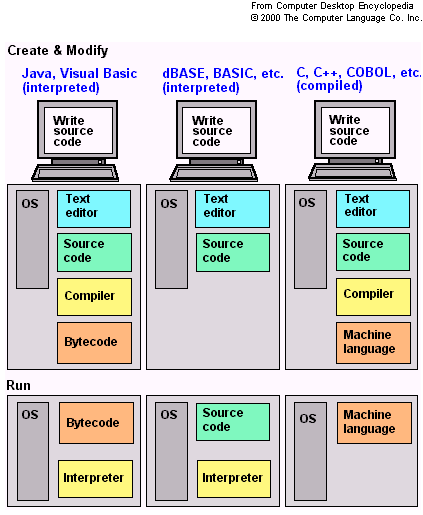 From Computer Desktop Encyclopedia
© 2000 The Computer Language Co. Inc.
Create & Modify
Java, Visual Basic
(interpreted)
dBASE, BASIC, etc.
(interpreted)
C, C++, COBOL, etc.
(compiled)
Write
source
code
Write
source
code
Write
source
code
OS
Text
editor
Source
code
Compiler
Bytecode
OS
Text
editor
Source
code
OS
Text
editor
Source
code
Compiler
Machine
language
Run
OS
Bytecode
Interpreter
OS
Source
code
Interpreter
OS
Machine
language